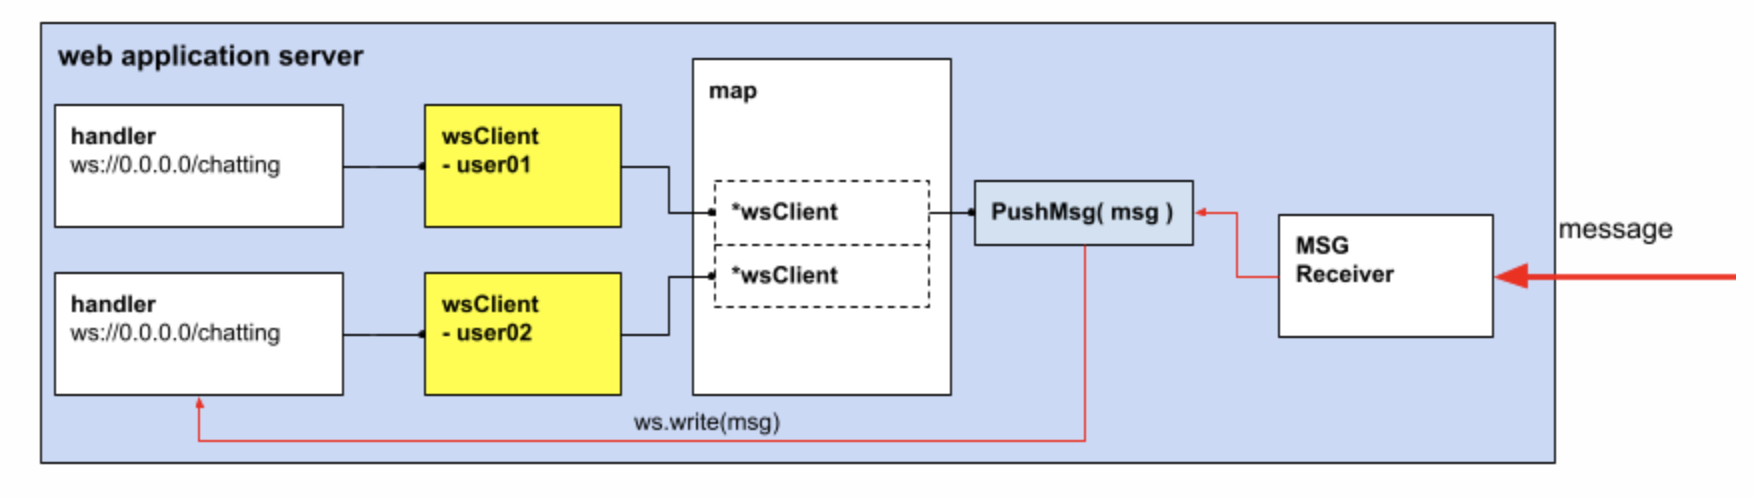 web application server
handler
ws://0.0.0.0/chatting
wsClient
- user01
map
*wsClient
*wsClient
PushMsg( msg )
MSG
Receiver
message
handler
ws://0.0.0.0/chatting
wsClient
- user02
ws.write(msg)